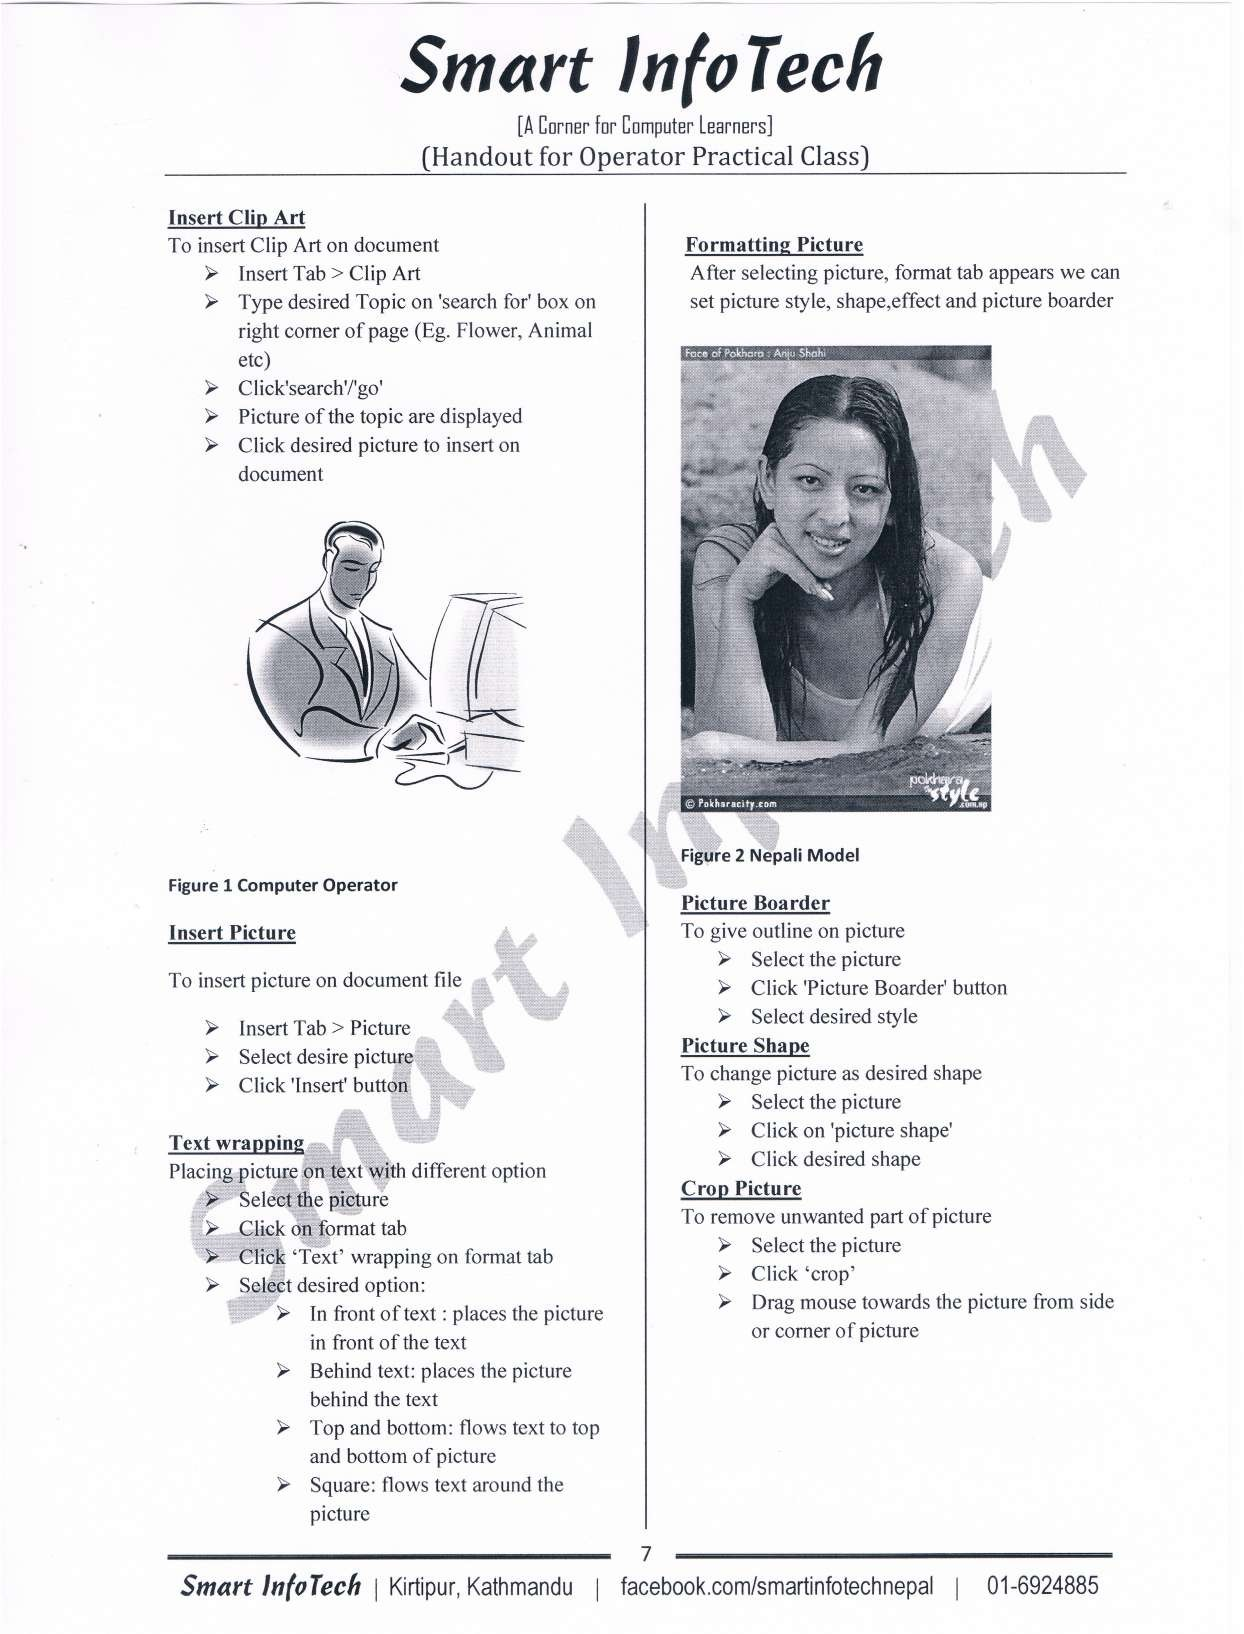 Smart InfoTech
[A Corner for Computer Learners]
(Handout for Operator Practical Class)
Insert Clip Art
To insert Clip Art on document
➢ Insert Tab > Clip Art
➢ Type desired Topic on 'search for' box on
right corner of page (Eg. Flower, Animal
etc)
➢ Click'search'/'go'
➢ Picture of the topic are displayed
➢ Click desired picture to insert on
document
Figure 1 Computer Operator
Insert Picture
To insert picture on document file
➢ Insert Tab > Picture
➢ Select desire picture
➢ Click 'Insert' button
Text wrapping
Placing picture on text with different option
➢ Select the picture
➢ Click on format tab
➢ Click ‘Text’ wrapping on format tab
➢ Select desired option:
➢ In front of text : places the picture
in front of the text
➢ Behind text: places the picture
behind the text
➢ Top and bottom: flows text to top
and bottom of picture
➢ Square: flows text around the
picture
Formatting Picture
After selecting picture, format tab appears we can
set picture style, shape,effect and picture boarder
Face of Pokhara : Anju Shahi
pokhara
the style
.com.np
© Pokharacity.com
Figure 2 Nepali Model
Picture Boarder
To give outline on picture
➢ Select the picture
➢ Click 'Picture Boarder' button
➢ Select desired style
Picture Shape
To change picture as desired shape
➢ Select the picture
➢ Click on 'picture shape'
➢ Click desired shape
Crop Picture
To remove unwanted part of picture
➢ Select the picture
➢ Click ‘crop’
➢ Drag mouse towards the picture from side
or corner of picture
Smart Inf h
7
Smart InfoTech | Kirtipur, Kathmandu | facebook.com/smartinfotechnepal | 01-6924885